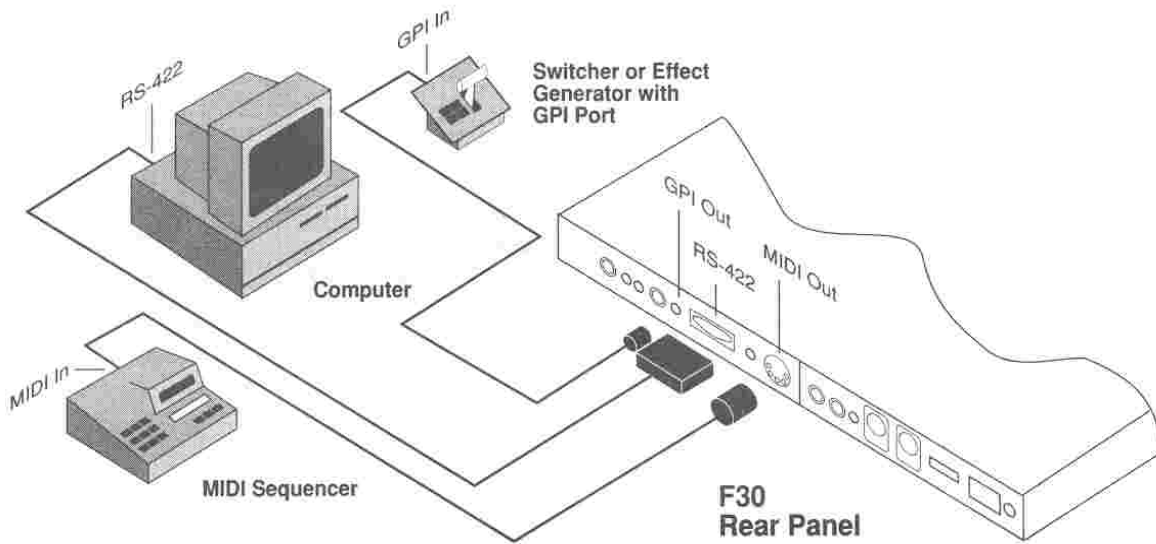 GPI In
RS-422
Switcher or Effect
Generator with
GPI Port
GPI Out
RS-422
MIDI Out
Computer
MIDI In
MIDI Sequencer
F30
Rear Panel